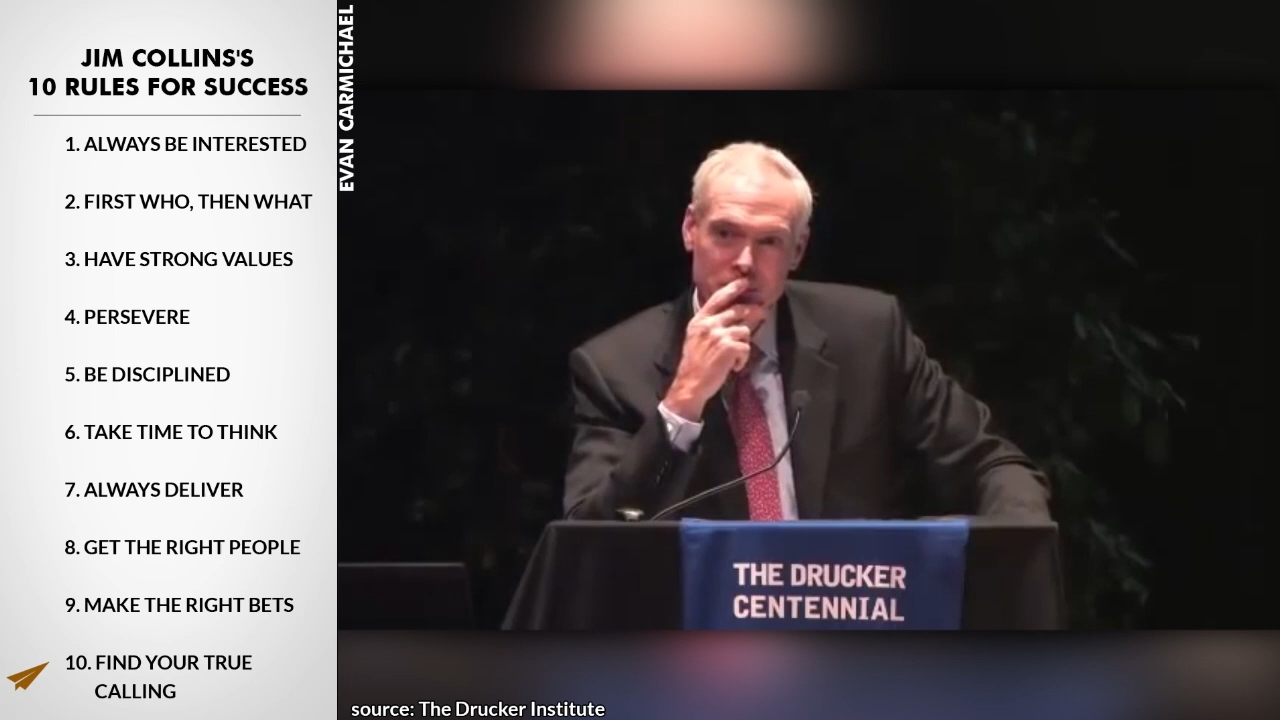 JIM COLLINS'S
10 RULES FOR SUCCESS
1. ALWAYS BE INTERESTED
2. FIRST WHO, THEN WHAT
3. HAVE STRONG VALUES
4. PERSEVERE
5. BE DISCIPLINED
6. TAKE TIME TO THINK
7. ALWAYS DELIVER
8. GET THE RIGHT PEOPLE
9. MAKE THE RIGHT BETS
10. FIND YOUR TRUE
CALLING
EVAN CARMICHAEL
THE DRUCKER
CENTENNIAL
source: The Drucker Institute